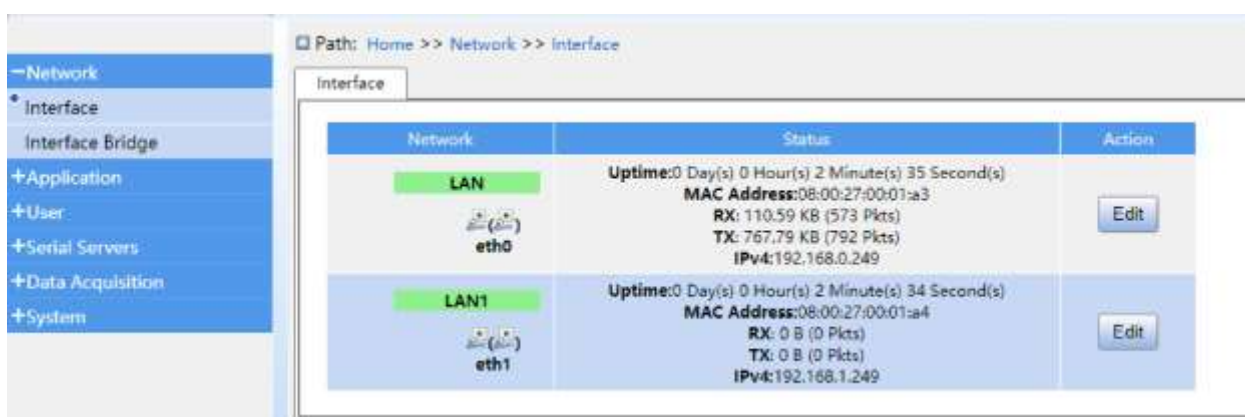 Path: Home >> Network >> Interface
−Network
Interface
Interface Bridge
+Application
+User
+Serial Servers
+Data Acquisition
+System
Interface
Network Status Action
LAN
eth0
Uptime:0 Day(s) 0 Hour(s) 2 Minute(s) 35 Second(s)
MAC Address:08:00:27:00:01:a3
RX: 110.59 KB (573 Pkts)
TX: 767.79 KB (792 Pkts)
IPv4:192.168.0.249
Edit
LAN1
eth1
Uptime:0 Day(s) 0 Hour(s) 2 Minute(s) 34 Second(s)
MAC Address:08:00:27:00:01:a4
RX: 0 B (0 Pkts)
TX: 0 B (0 Pkts)
IPv4:192.168.1.249
Edit